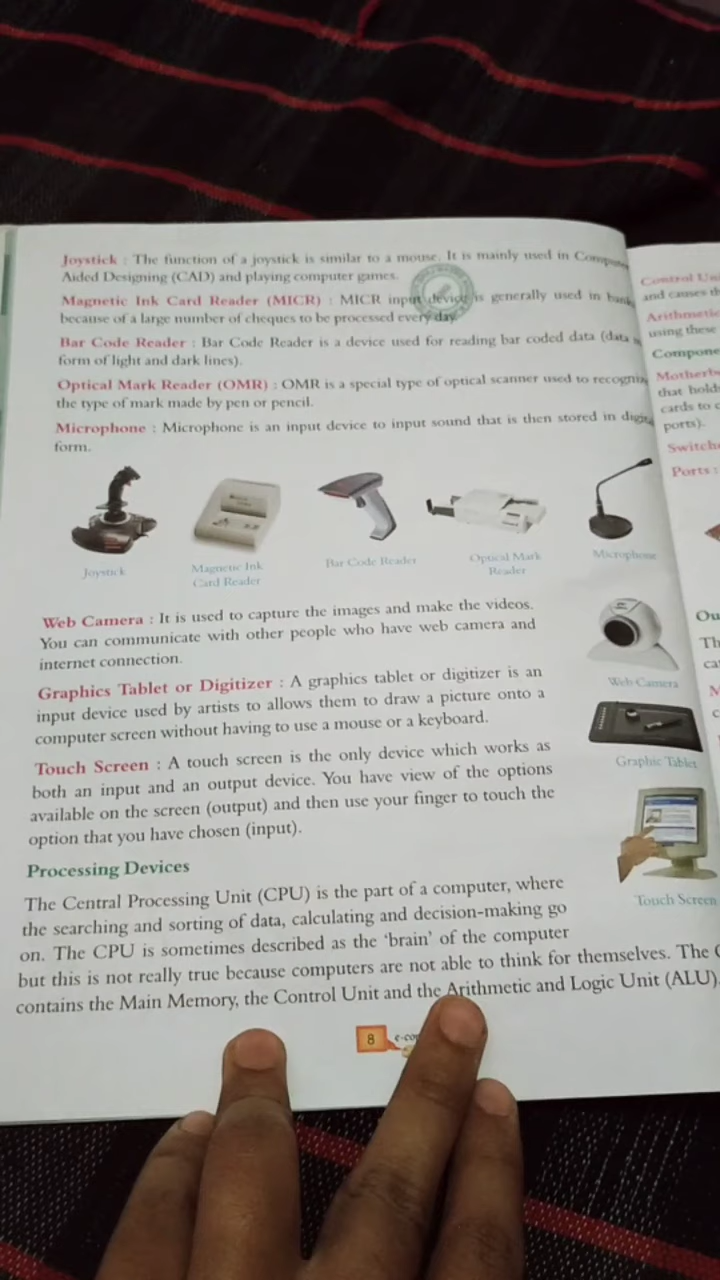 Joystick : The function of a joystick is similar to a mouse. It is mainly used in
Aided Designing (CAD) and playing computer games.
Magnetic Ink Card Reader (MICR) : MICR input device is generally used in
because of a large number of cheques to be processed every day.
Bar Code Reader : Bar Code Reader is a device used for reading bar coded data (data
form of light and dark lines).
Optical Mark Reader (OMR) : OMR is a special type of optical scanner used to
the type of mark made by pen or pencil.
Microphone : Microphone is an input device to input sound that is then stored in
form.
Joystick
Magnetic Ink
Card Reader
Bar Code Reader
Optical Mark
Reader
Microphone
Web Camera : It is used to capture the images and make the videos.
You can communicate with other people who have web camera and
internet connection.
Web Camera
Graphics Tablet or Digitizer : A graphics tablet or digitizer is an
input device used by artists to allows them to draw a picture onto a
computer screen without having to use a mouse or a keyboard.
Graphic Tablet
Touch Screen : A touch screen is the only device which works as
both an input and an output device. You have view of the options
available on the screen (output) and then use your finger to touch the
option that you have chosen (input).
Touch Screen
Processing Devices
The Central Processing Unit (CPU) is the part of a computer, where
the searching and sorting of data, calculating and decision-making go
on. The CPU is sometimes described as the 'brain' of the computer
but this is not really true because computers are not able to think for themselves. The
contains the Main Memory, the Control Unit and the Arithmetic and Logic Unit (ALU).
8
Control
and causes
Arithmetic
using these
that
cards to
ports).
Ports :